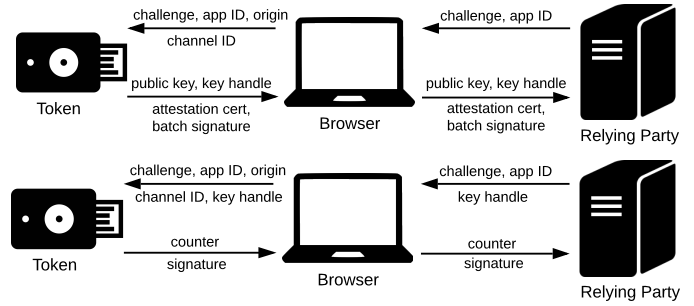 challenge, app ID, origin
channel ID
challenge, app ID
public key, key handle
attestation cert,
batch signature
public key, key handle
attestation cert,
batch signature
Token
Browser
Relying Party
challenge, app ID, origin
channel ID, key handle
challenge, app ID
key handle
counter
signature
counter
signature
Token
Browser
Relying Party